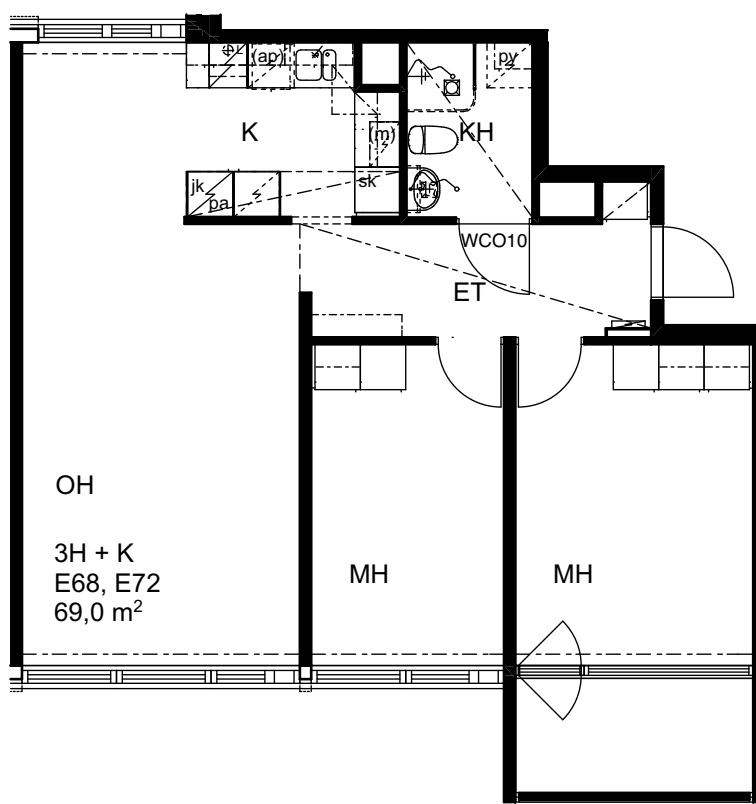 (ap)
py
K
(m)
KH
jk
pa
sk
WCO10
ET
OH
3H + K
E68, E72
69,0 m²
MH
MH